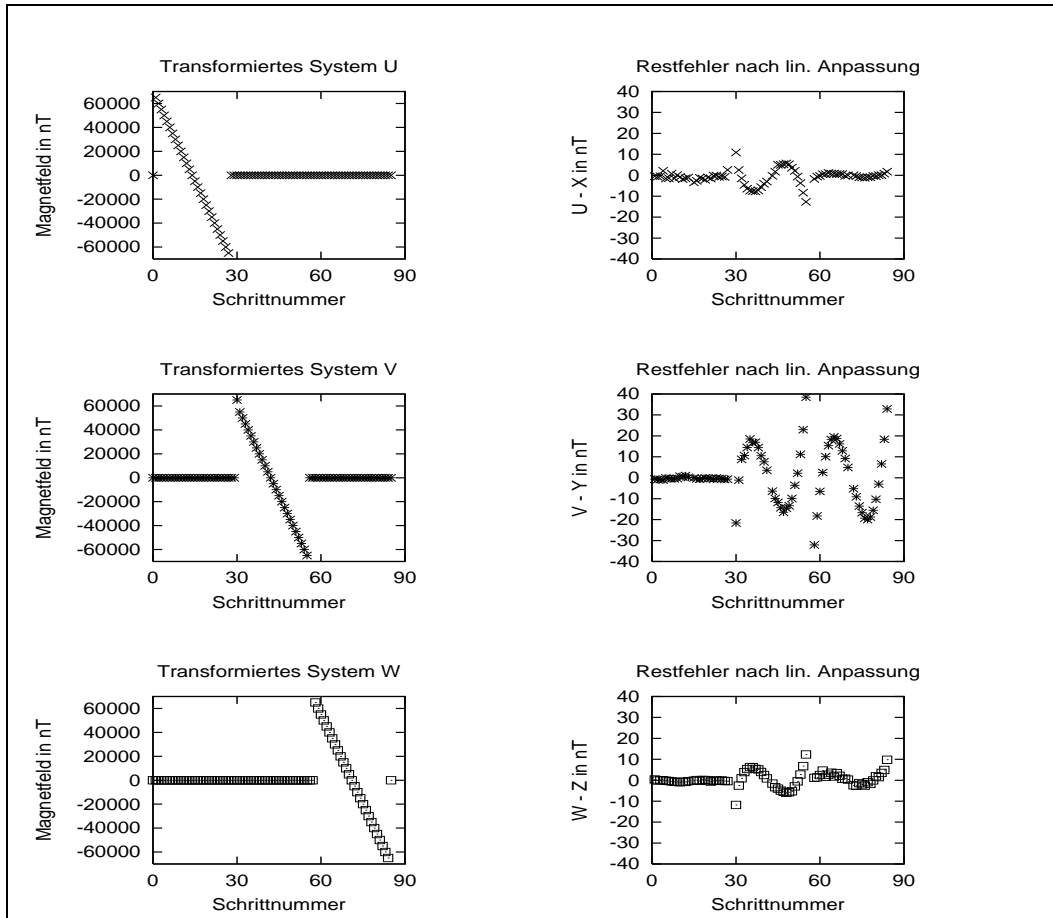 Transformiertes System U
Magnetfeld in nT
60000
40000
20000
0
-20000
-40000
-60000
0 30 60 90
Schrittnummer
Restfehler nach lin. Anpassung
U - X in nT
40
30
20
10
0
-10
-20
-30
-40
0 30 60 90
Schrittnummer
Transformiertes System V
Magnetfeld in nT
60000
40000
20000
0
-20000
-40000
-60000
0 30 60 90
Schrittnummer
Restfehler nach lin. Anpassung
V - Y in nT
40
30
20
10
0
-10
-20
-30
-40
0 30 60 90
Schrittnummer
Transformiertes System W
Magnetfeld in nT
60000
40000
20000
0
-20000
-40000
-60000
0 30 60 90
Schrittnummer
Restfehler nach lin. Anpassung
W - Z in nT
40
30
20
10
0
-10
-20
-30
-40
0 30 60 90
Schrittnummer